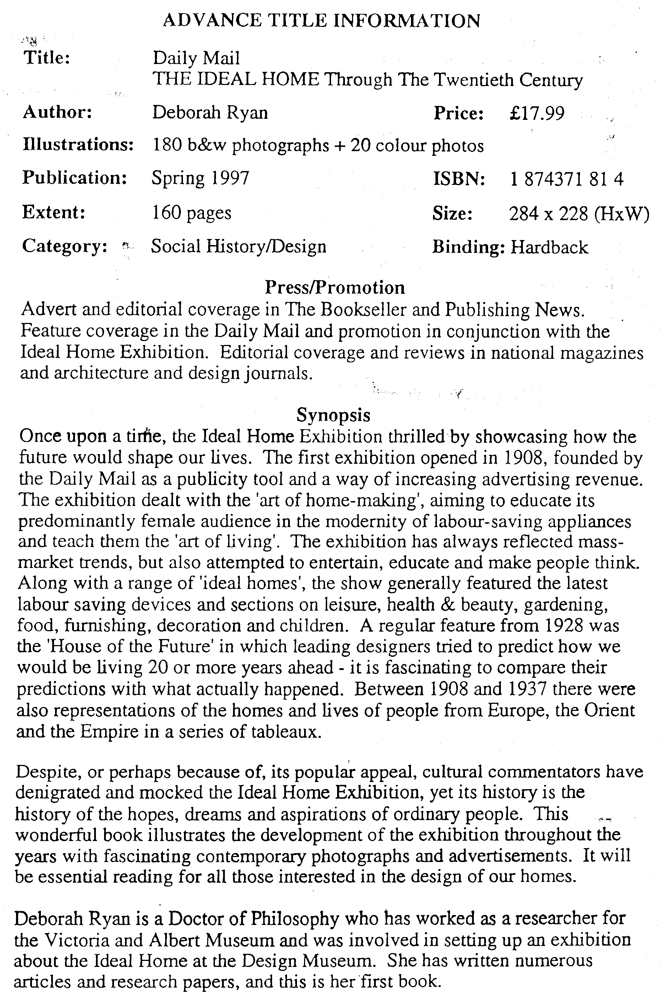 ADVANCE TITLE INFORMATION
Title: Daily Mail
THE IDEAL HOME Through The Twentieth Century
Author: Deborah Ryan Price: £17.99
Illustrations: 180 b&w photographs + 20 colour photos
Publication: Spring 1997 ISBN: 1 874371 81 4
Extent: 160 pages Size: 284 x 228 (HxW)
Category: Social History/Design Binding: Hardback
Press/Promotion
Advert and editorial coverage in The Bookseller and Publishing News.
Feature coverage in the Daily Mail and promotion in conjunction with the
Ideal Home Exhibition. Editorial coverage and reviews in national magazines
and architecture and design journals.
Synopsis
Once upon a time, the Ideal Home Exhibition thrilled by showcasing how the
future would shape our lives. The first exhibition opened in 1908, founded by
the Daily Mail as a publicity tool and a way of increasing advertising revenue.
The exhibition dealt with the 'art of home-making', aiming to educate its
predominantly female audience in the modernity of labour-saving appliances
and teach them the 'art of living'. The exhibition has always reflected mass-
market trends, but also attempted to entertain, educate and make people think.
Along with a range of 'ideal homes', the show generally featured the latest
labour saving devices and sections on leisure, health & beauty, gardening,
food, furnishing, decoration and children. A regular feature from 1928 was
the 'House of the Future' in which leading designers tried to predict how we
would be living 20 or more years ahead - it is fascinating to compare their
predictions with what actually happened. Between 1908 and 1937 there were
also representations of the homes and lives of people from Europe, the Orient
and the Empire in a series of tableaux.
Despite, or perhaps because of, its popular appeal, cultural commentators have
denigrated and mocked the Ideal Home Exhibition, yet its history is the
history of the hopes, dreams and aspirations of ordinary people. This
wonderful book illustrates the development of the exhibition throughout the
years with fascinating contemporary photographs and advertisements. It will
be essential reading for all those interested in the design of our homes.
Deborah Ryan is a Doctor of Philosophy who has worked as a researcher for
the Victoria and Albert Museum and was involved in setting up an exhibition
about the Ideal Home at the Design Museum. She has written numerous
articles and research papers, and this is her first book.